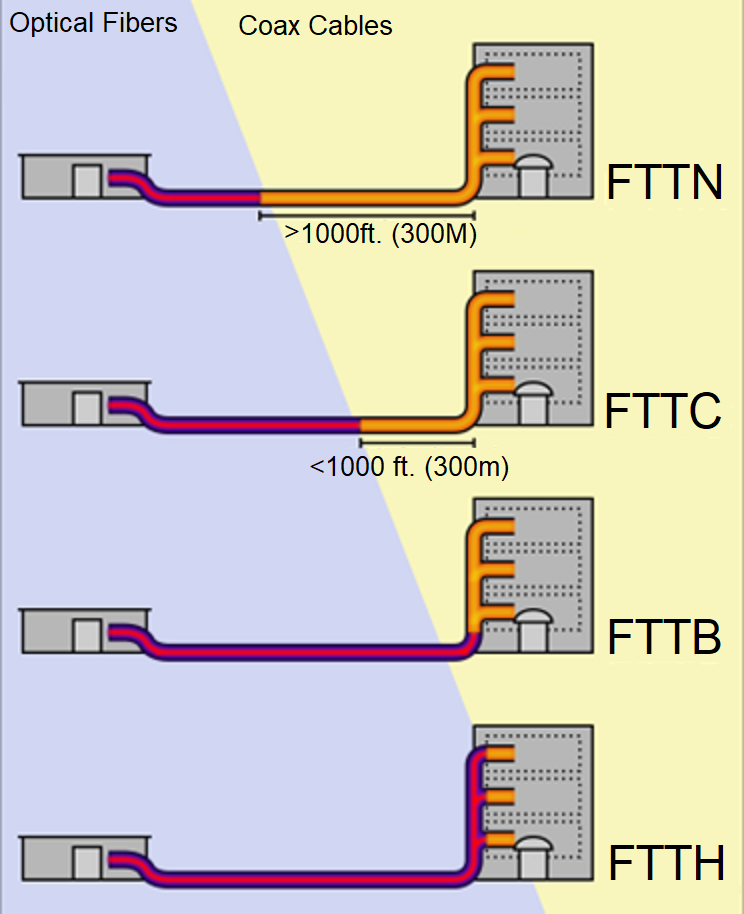 Optical Fibers
Coax Cables
FTTN
>1000ft. (300M)
FTTC
<1000 ft. (300m)
FTTB
FTTH